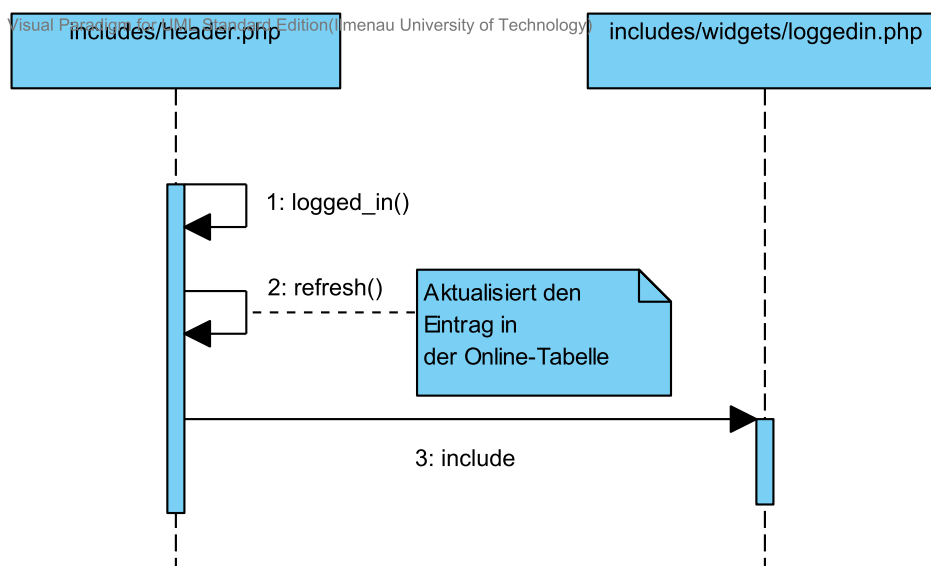 Visual Paradigm for UML Standard Edition(Ilmenau University of Technology)
includes/header.php
includes/widgets/loggedin.php
1: logged_in()
2: refresh()
Aktualisiert den
Eintrag in
der Online-Tabelle
3: include